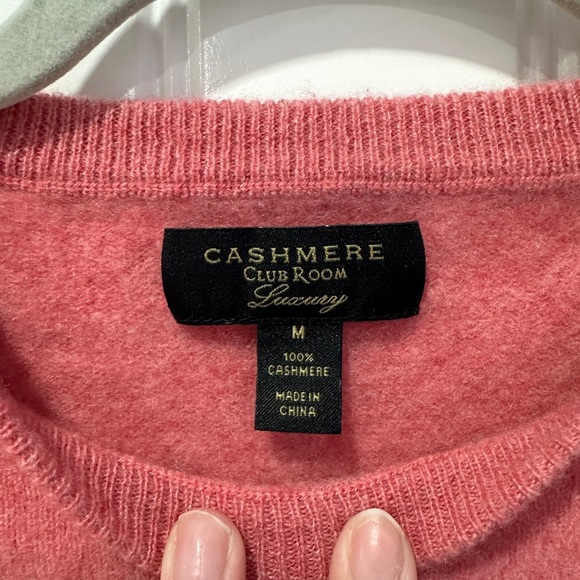 CASHMERE
CLUB ROOM
Luxury
M
100%
CASHMERE
MADE IN
CHINA